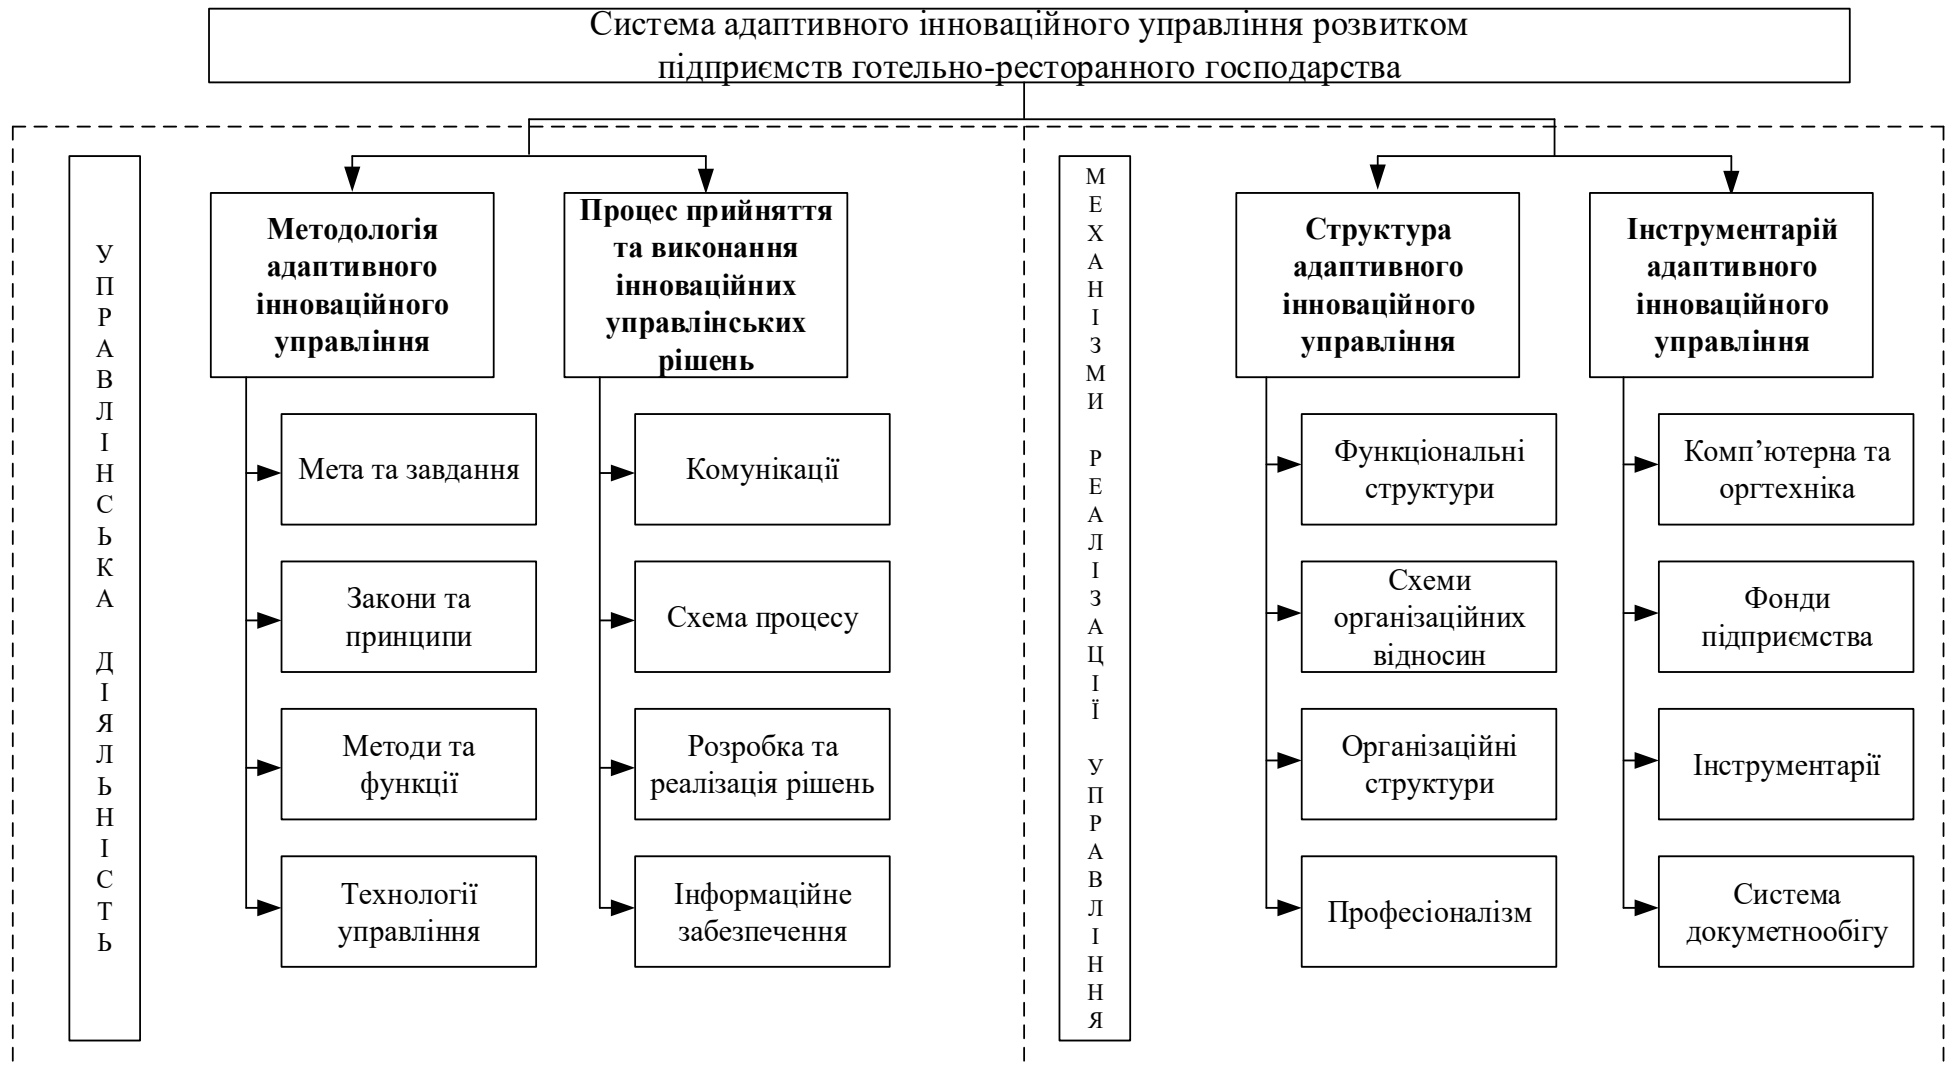 Система адаптивного інноваційного управління розвитком
підприємств готельно-ресторанного господарства
УПРАВЛІНСЬКА ДІЯЛЬНІСТЬ
Методологія
адаптивного
інноваційного
управління
Мета та завдання
Закони та
принципи
Методи та
функції
Технології
управління
Процес прийняття
та виконання
інноваційних
управлінських
рішень
Комунікації
Схема процесу
Розробка та
реалізація рішень
Інформаційне
забезпечення
МЕХАНІЗМИ РЕАЛІЗАЦІЇ УПРАВЛІННЯ
Структура
адаптивного
інноваційного
управління
Функціональні
структури
Схеми
організаційних
відносин
Організаційні
структури
Професіоналізм
Інструментарій
адаптивного
інноваційного
управління
Комп’ютерна та
оргтехніка
Фонди
підприємства
Інструментарії
Система
докуметнообігу